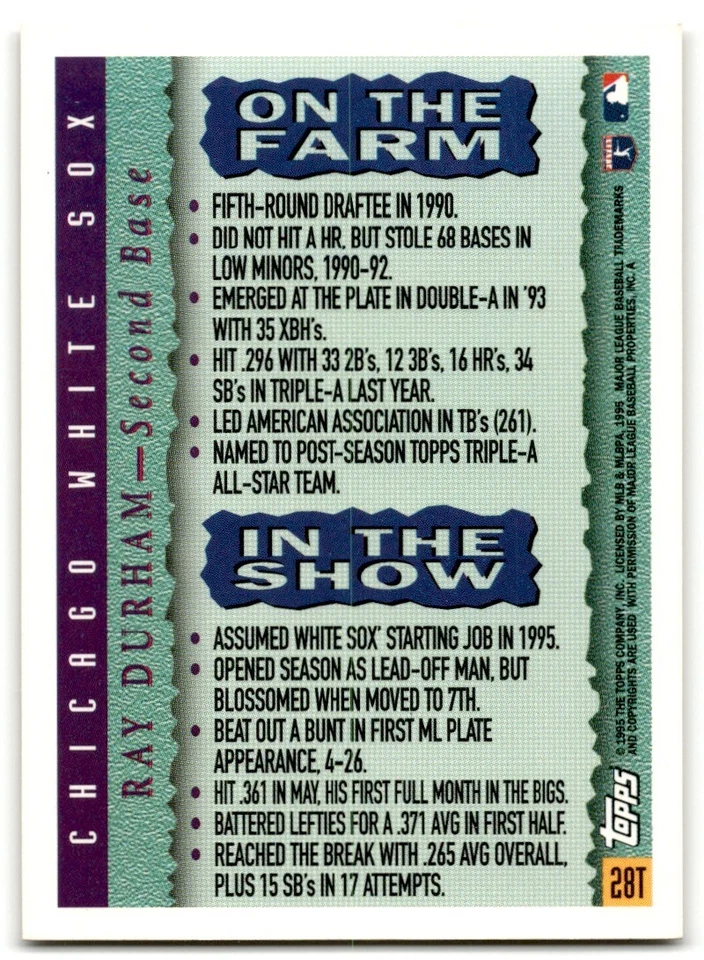 CHICAGO WHITE SOX
RAY DURHAM—Second Base
ON THE
FARM
• FIFTH-ROUND DRAFTEE IN 1990.
• DID NOT HIT A HR, BUT STOLE 68 BASES IN
LOW MINORS, 1990-92.
• EMERGED AT THE PLATE IN DOUBLE-A IN '93
WITH 35 XBH's.
• HIT .296 WITH 33 2B's, 12 3B's, 16 HR's, 34
SB's IN TRIPLE-A LAST YEAR.
• LED AMERICAN ASSOCIATION IN TB's (261).
• NAMED TO POST-SEASON TOPPS TRIPLE-A
ALL-STAR TEAM.
IN THE
SHOW
• ASSUMED WHITE SOX' STARTING JOB IN 1995.
• OPENED SEASON AS LEAD-OFF MAN, BUT
BLOSSOMED WHEN MOVED TO 7TH.
• BEAT OUT A BUNT IN FIRST ML PLATE
APPEARANCE, 4-26.
• HIT .361 IN MAY, HIS FIRST FULL MONTH IN THE BIGS.
• BATTERED LEFTIES FOR A .371 AVG IN FIRST HALF.
• REACHED THE BREAK WITH .265 AVG OVERALL,
PLUS 15 SB's IN 17 ATTEMPTS.
© 1995 THE TOPPS COMPANY, INC. LICENSED BY MLB & MLBPA, 1995 MAJOR LEAGUE BASEBALL TRADEMARKS
AND COPYRIGHTS ARE USED WITH PERMISSION OF MAJOR LEAGUE BASEBALL PROPERTIES, INC. A
TOPPS
28T